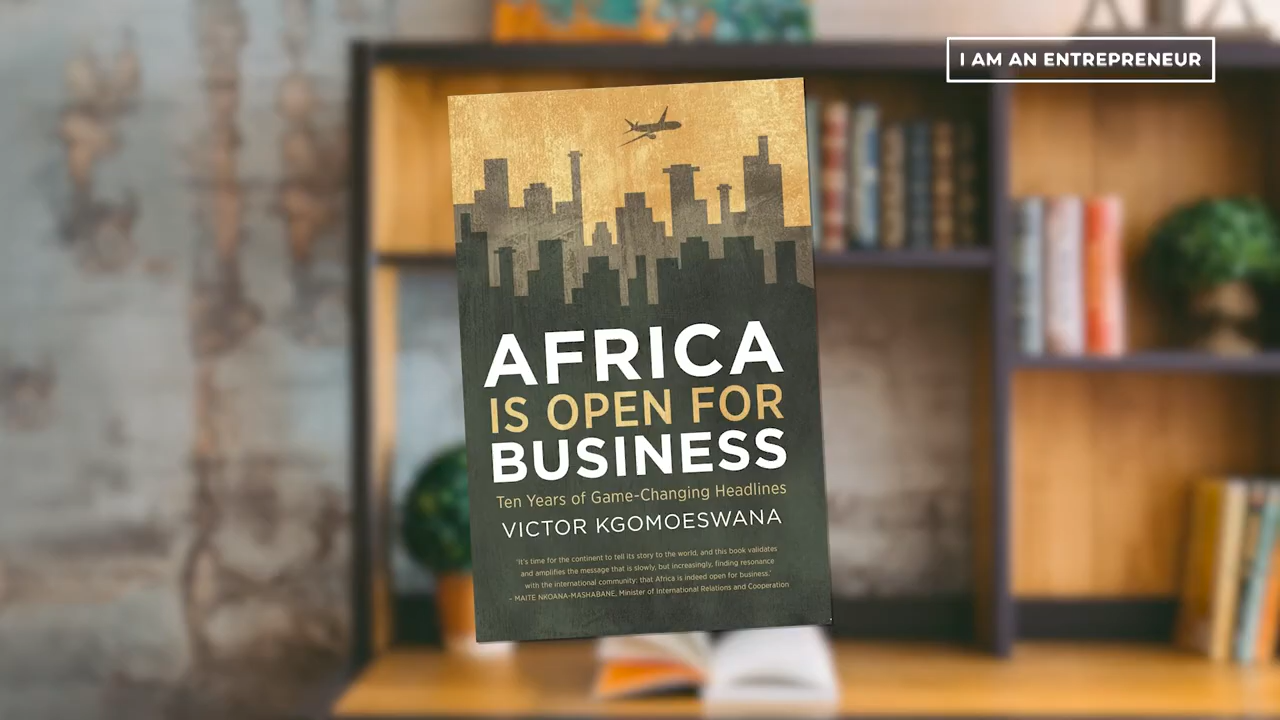 I AM AN ENTREPRENEUR
AFRICA
IS OPEN FOR
BUSINESS
Ten Years of Game-Changing Headlines
VICTOR KGOMOESWANA
'It's time for the continent to tell its story to the world, and this book validates
and amplifies the message that is slowly, but increasingly, finding resonance
with the international community: that Africa is indeed open for business.'
– MAITE NKOANA-MASHABANE, Minister of International Relations and Cooperation